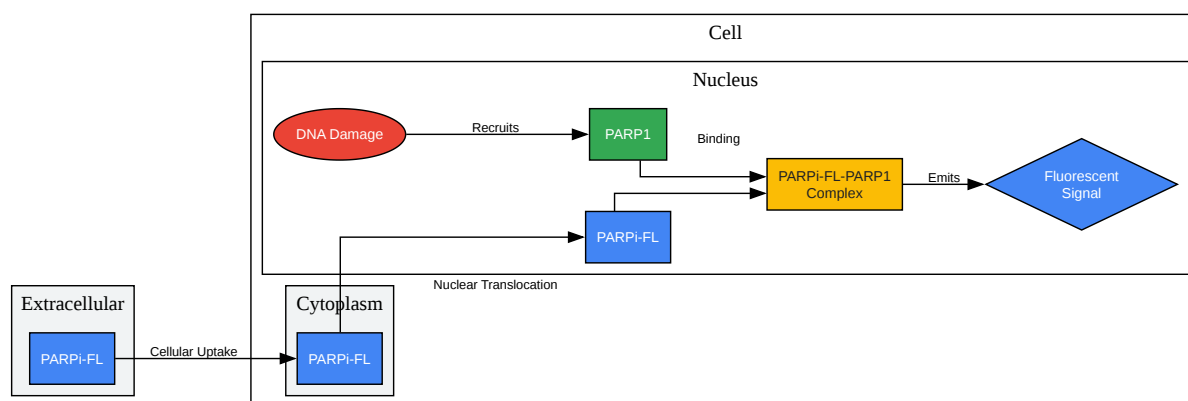 Cell
Nucleus
DNA Damage
Recruits
PARP1
Binding
PARPi-FL-PARP1
Complex
Emits
Fluorescent
Signal
PARPi-FL
Nuclear Translocation
Extracellular
PARPi-FL
Cellular Uptake
Cytoplasm
PARPi-FL